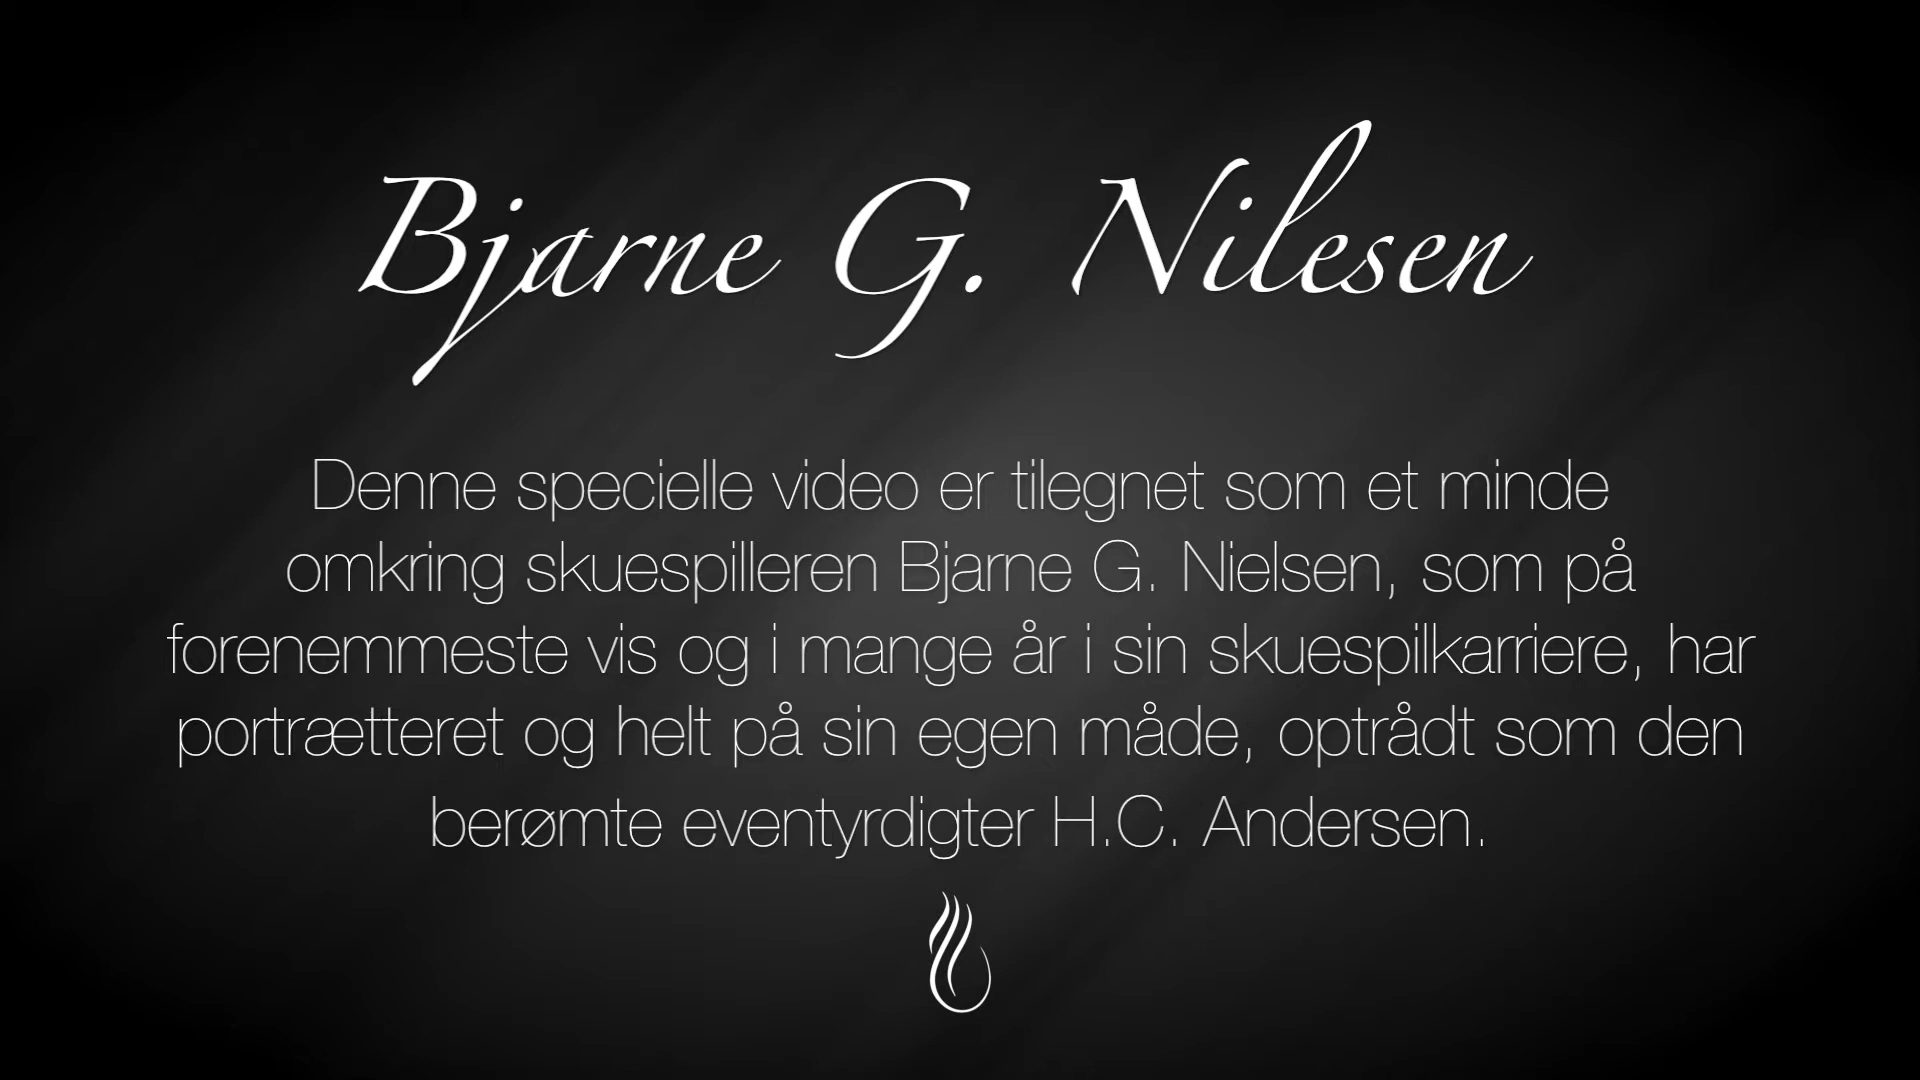 Bjarne G. Nilesen
Denne specielle video er tilegnet som et minde
omkring skuespilleren Bjarne G. Nielsen, som på
forenemmeste vis og i mange år i sin skuespilkarriere, har
portrætteret og helt på sin egen måde, optrådt som den
berømte eventyrdigter H.C. Andersen.